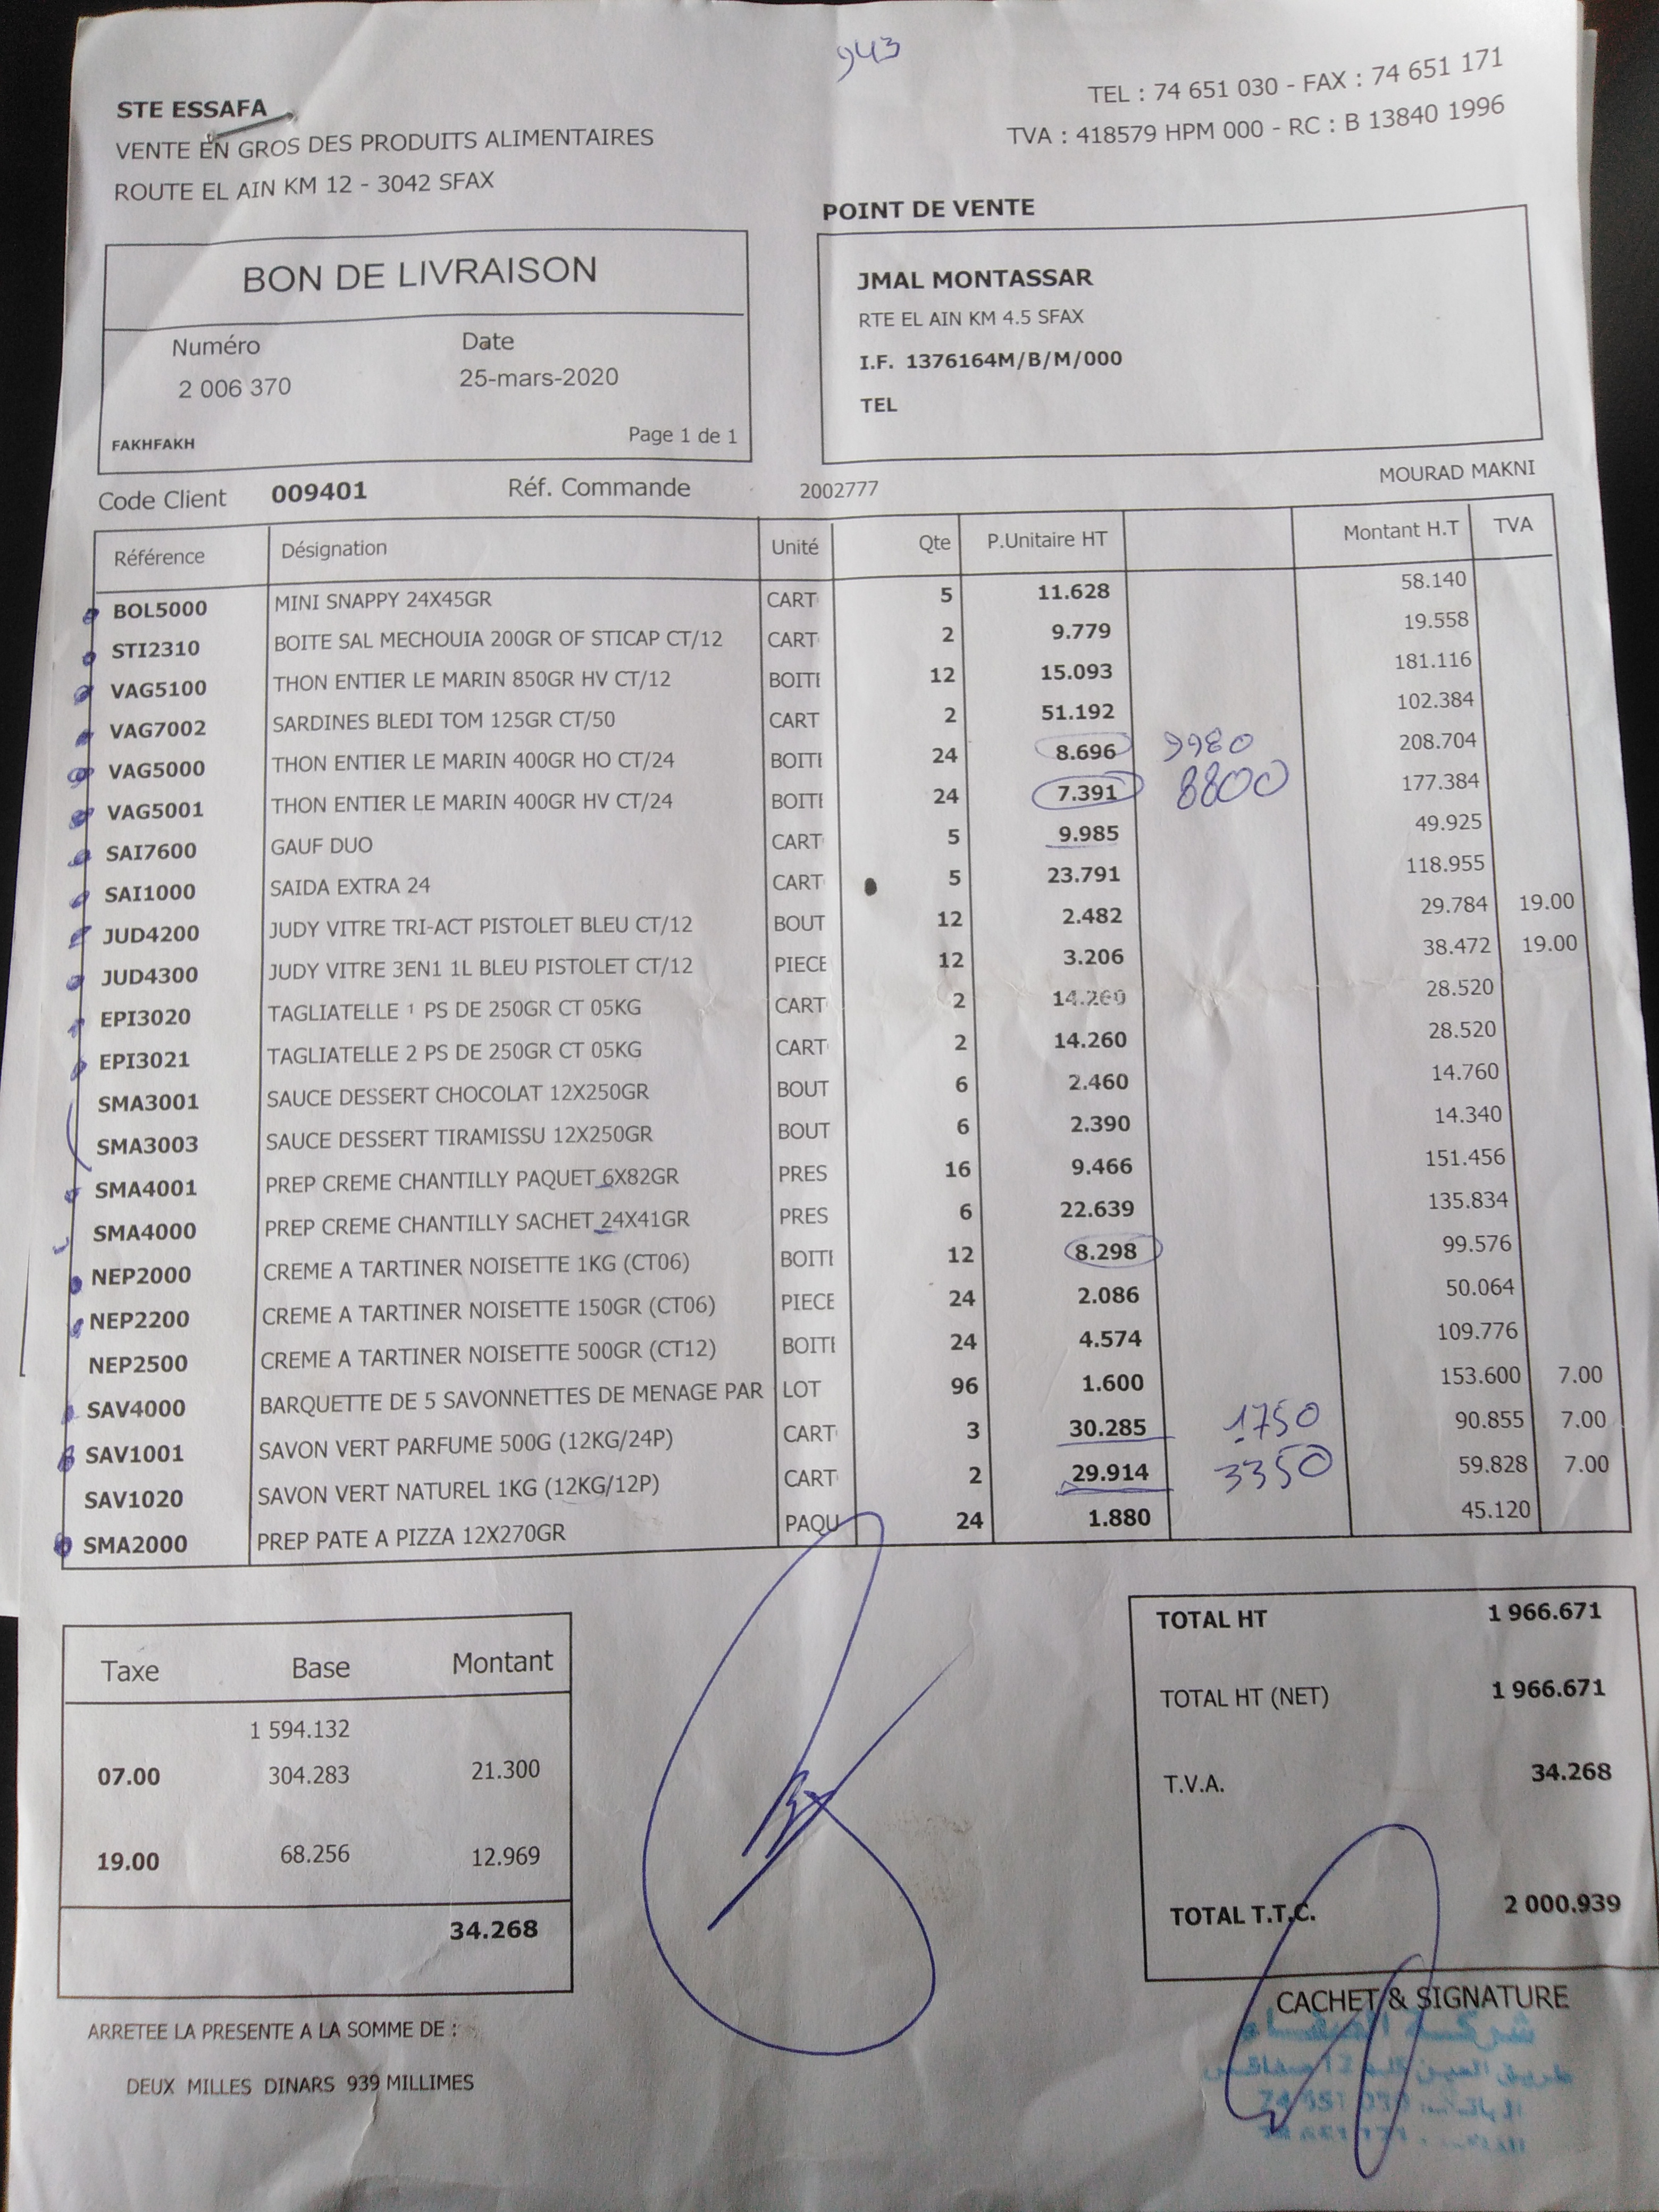 943
STE ESSAFA
VENTE EN GROS DES PRODUITS ALIMENTAIRES
ROUTE EL AIN KM 12 - 3042 SFAX
TEL : 74 651 030 - FAX : 74 651 171
TVA : 418579 HPM 000 - RC : B 13840 1996
BON DE LIVRAISON
Numéro Date
2 006 370 25-mars-2020
FAKHFAKH Page 1 de 1
POINT DE VENTE
JMAL MONTASSAR
RTE EL AIN KM 4.5 SFAX
I.F. 1376164M/B/M/000
TEL
Code Client 009401 Réf. Commande 2002777 MOURAD MAKNI
Référence Désignation Unité Qte P.Unitaire HT Montant H.T TVA
BOL5000 MINI SNAPPY 24X45GR CART 5 11.628 58.140
STI2310 BOITE SAL MECHOUIA 200GR OF STICAP CT/12 CART 2 9.779 19.558
VAG5100 THON ENTIER LE MARIN 850GR HV CT/12 BOITE 12 15.093 181.116
VAG7002 SARDINES BLEDI TOM 125GR CT/50 CART 2 51.192 102.384
VAG5000 THON ENTIER LE MARIN 400GR HO CT/24 BOITE 24 8.696 9980 208.704
VAG5001 THON ENTIER LE MARIN 400GR HV CT/24 BOITE 24 7.391 8800 177.384
SAI7600 GAUF DUO CART 5 9.985 49.925
SAI1000 SAIDA EXTRA 24 CART 5 23.791 118.955
JUD4200 JUDY VITRE TRI-ACT PISTOLET BLEU CT/12 BOUT 12 2.482 29.784 19.00
JUD4300 JUDY VITRE 3EN1 1L BLEU PISTOLET CT/12 PIECE 12 3.206 38.472 19.00
EPI3020 TAGLIATELLE 1 PS DE 250GR CT 05KG CART 2 14.260 28.520
EPI3021 TAGLIATELLE 2 PS DE 250GR CT 05KG CART 2 14.260 28.520
SMA3001 SAUCE DESSERT CHOCOLAT 12X250GR BOUT 6 2.460 14.760
SMA3003 SAUCE DESSERT TIRAMISSU 12X250GR BOUT 6 2.390 14.340
SMA4001 PREP CREME CHANTILLY PAQUET 6X82GR PRES 16 9.466 151.456
SMA4000 PREP CREME CHANTILLY SACHET 24X41GR PRES 6 22.639 135.834
NEP2000 CREME A TARTINER NOISETTE 1KG (CT06) BOITE 12 8.298 99.576
NEP2200 CREME A TARTINER NOISETTE 150GR (CT06) PIECE 24 2.086 50.064
NEP2500 CREME A TARTINER NOISETTE 500GR (CT12) BOITE 24 4.574 109.776
SAV4000 BARQUETTE DE 5 SAVONNETTES DE MENAGE PAR LOT 96 1.600 153.600 7.00
SAV1001 SAVON VERT PARFUME 500G (12KG/24P) CART 3 30.285 1750 90.855 7.00
SAV1020 SAVON VERT NATUREL 1KG (12KG/12P) CART 2 29.914 3350 59.828 7.00
SMA2000 PREP PATE A PIZZA 12X270GR PAQU 24 1.880 45.120
Taxe Base Montant
1 594.132
07.00 304.283 21.300
19.00 68.256 12.969
34.268
TOTAL HT 1 966.671
TOTAL HT (NET) 1 966.671
T.V.A. 34.268
TOTAL T.T.C. 2 000.939
CACHET & SIGNATURE
ARRETEE LA PRESENTE A LA SOMME DE :
DEUX MILLES DINARS 939 MILLIMES